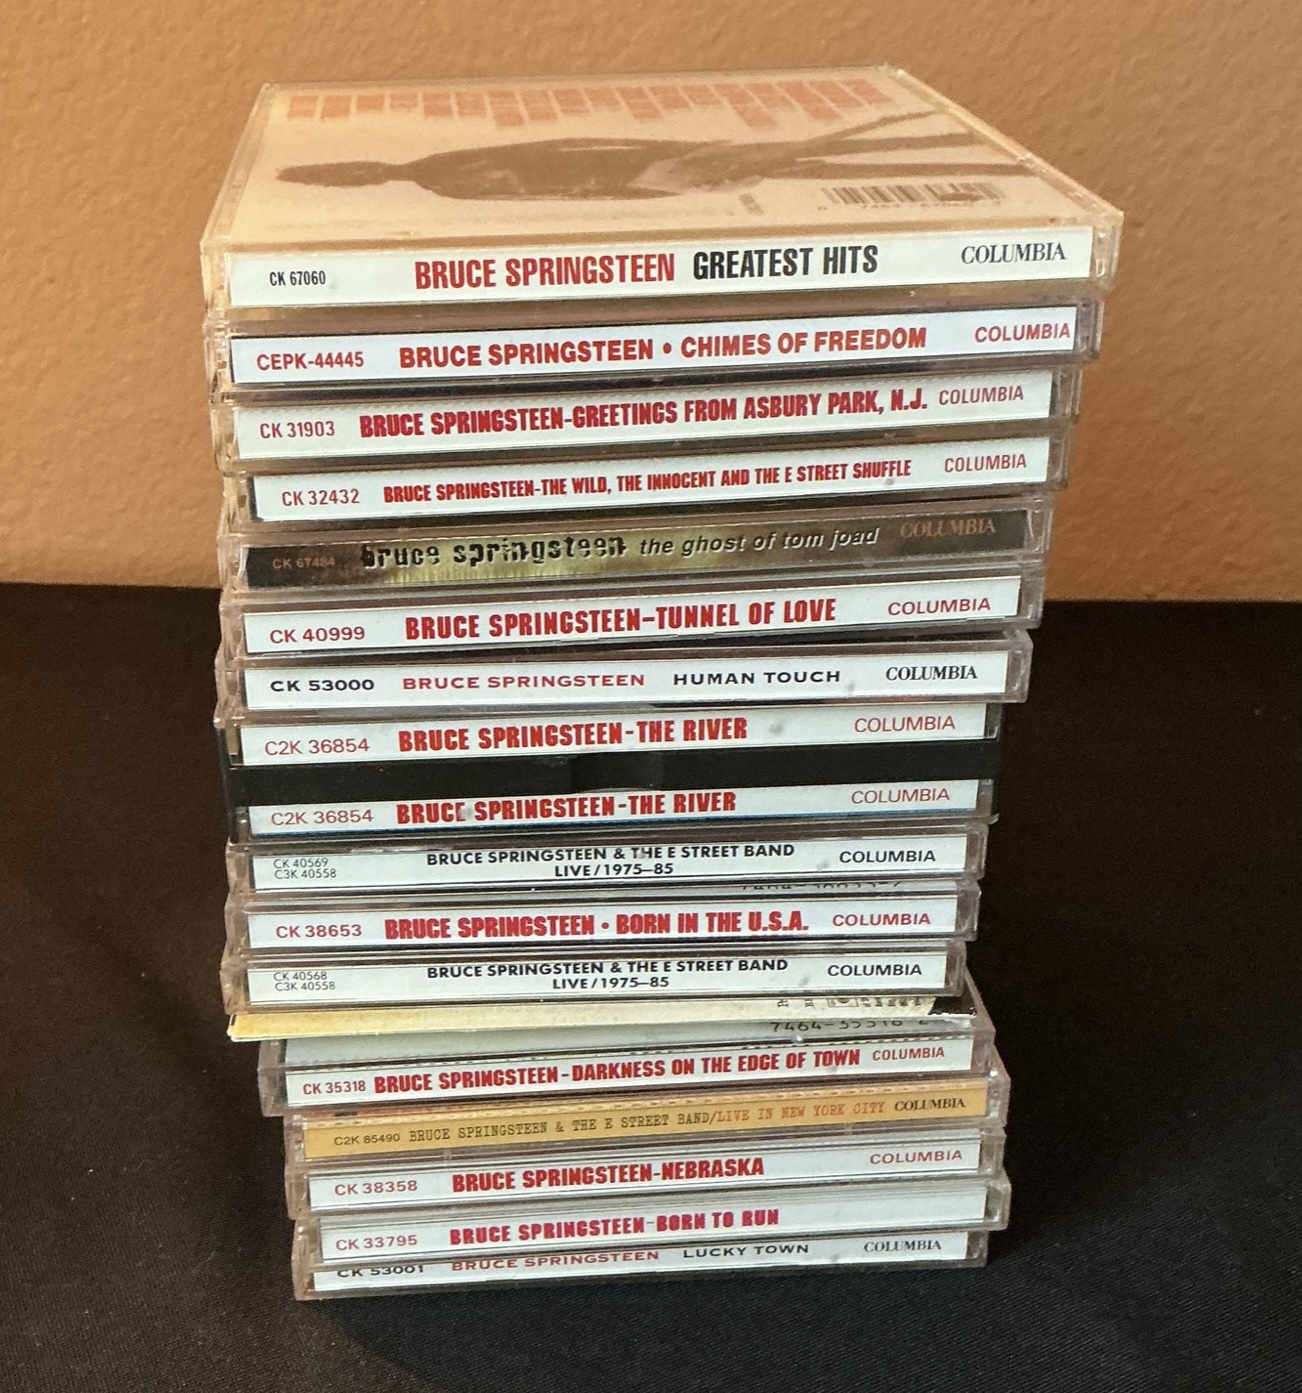 CK 67060 BRUCE SPRINGSTEEN GREATEST HITS COLUMBIA
CEPK-44445 BRUCE SPRINGSTEEN • CHIMES OF FREEDOM COLUMBIA
CK 31903 BRUCE SPRINGSTEEN-GREETINGS FROM ASBURY PARK, N.J. COLUMBIA
CK 32432 BRUCE SPRINGSTEEN-THE WILD, THE INNOCENT AND THE E STREET SHUFFLE COLUMBIA
CK 67484 bruce springsteen the ghost of tom joad COLUMBIA
CK 40999 BRUCE SPRINGSTEEN-TUNNEL OF LOVE COLUMBIA
CK 53000 BRUCE SPRINGSTEEN HUMAN TOUCH COLUMBIA
C2K 36854 BRUCE SPRINGSTEEN-THE RIVER COLUMBIA
C2K 36854 BRUCE SPRINGSTEEN-THE RIVER COLUMBIA
CK 40569 BRUCE SPRINGSTEEN & THE E STREET BAND COLUMBIA
C3K 40558 LIVE/1975–85
CK 38653 BRUCE SPRINGSTEEN • BORN IN THE U.S.A. COLUMBIA
CK 40568 BRUCE SPRINGSTEEN & THE E STREET BAND COLUMBIA
C3K 40558 LIVE/1975–85
CK 35318 BRUCE SPRINGSTEEN-DARKNESS ON THE EDGE OF TOWN COLUMBIA
C2K 85490 BRUCE SPRINGSTEEN & THE E STREET BAND/LIVE IN NEW YORK CITY COLUMBIA
CK 38358 BRUCE SPRINGSTEEN-NEBRASKA COLUMBIA
CK 33795 BRUCE SPRINGSTEEN-BORN TO RUN
CK 53001 BRUCE SPRINGSTEEN LUCKY TOWN COLUMBIA